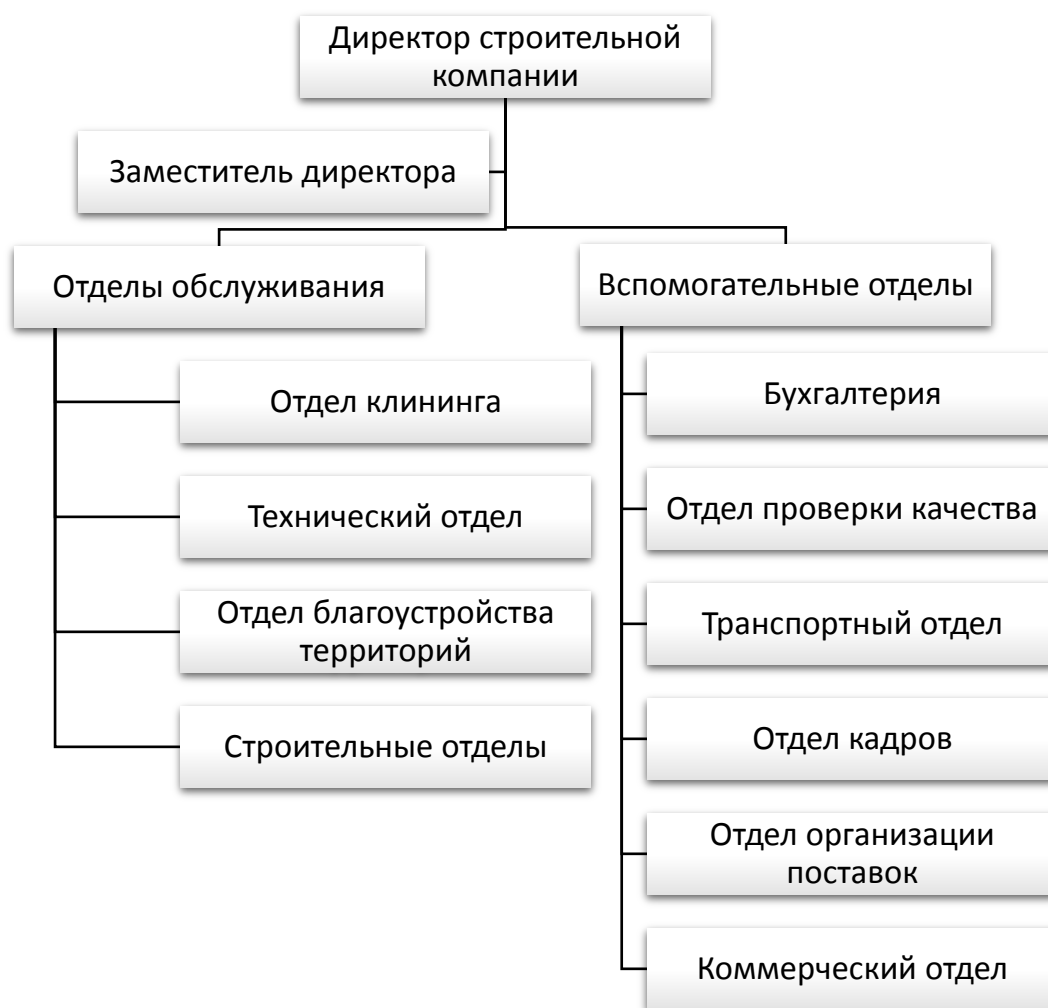 Директор строительной
компании
Заместитель директора
Отделы обслуживания
Отдел клининга
Технический отдел
Отдел благоустройства
территорий
Строительные отделы
Вспомогательные отделы
Бухгалтерия
Отдел проверки качества
Транспортный отдел
Отдел кадров
Отдел организации
поставок
Коммерческий отдел